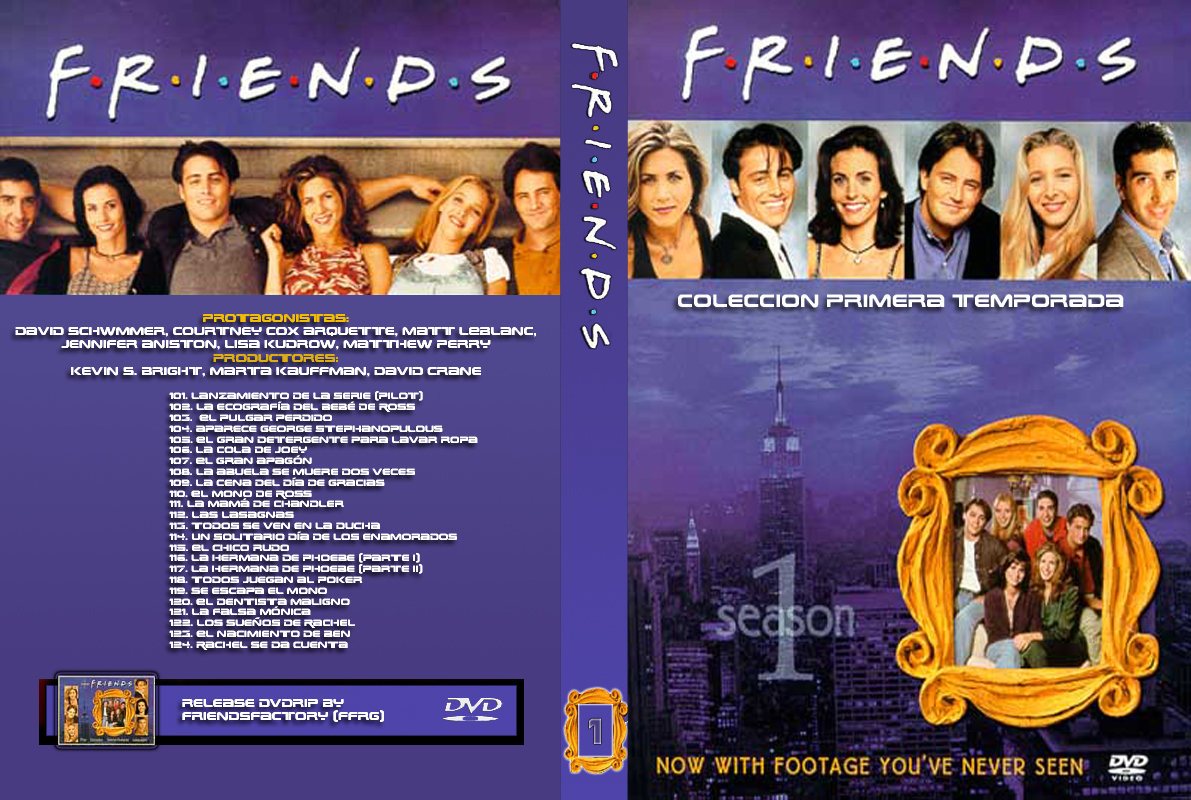 F·R·I·E·N·D·S
PROTAGONISTAS:
DAVID SCHWMMER, COURTNEY COX ARQUETTE, MATT LeBLANC,
JENNIFER ANISTON, LISA KUDROW, MATTHEW PERRY
PRODUCTORES:
KEVIN S. BRIGHT, MARTA KAUFFMAN, DAVID CRANE
101. LANZAMIENTO DE LA SERIE (PILOT)
102. LA ECOGRAFÍA DEL BEBÉ DE ROSS
103. EL PULGAR PERDIDO
104. APARECE GEORGE STEPHANOPULOUS
105. EL GRAN DETERGENTE PARA LAVAR ROPA
106. LA COLA DE JOEY
107. EL GRAN APAGÓN
108. LA ABUELA SE MUERE DOS VECES
109. LA CENA DEL DÍA DE GRACIAS
110. EL MONO DE ROSS
111. LA MAMÁ DE CHANDLER
112. LAS LASAGNAS
113. TODOS SE VEN EN LA DUCHA
114. UN SOLITARIO DÍA DE LOS ENAMORADOS
115. EL CHICO RUDO
116. LA HERMANA DE PHOEBE (PARTE I)
117. LA HERMANA DE PHOEBE (PARTE II)
118. TODOS JUEGAN AL POKER
119. SE ESCAPA EL MONO
120. EL DENTISTA MALIGNO
121. LA FALSA MÓNICA
122. LOS SUEÑOS DE RACHEL
123. EL NACIMIENTO DE BEN
124. RACHEL SE DA CUENTA
FRIENDS
RELEASE DVDRIP BY
FRIENDSFACTORY (FFRG)
DVD
F·R·I·E·N·D·S
1
F·R·I·E·N·D·S
COLECCION PRIMERA TEMPORADA
season 1
NOW WITH FOOTAGE YOU'VE NEVER SEEN
DVD
VIDEO